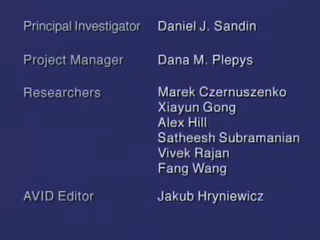 Principal Investigator Daniel J. Sandin
Project Manager Dana M. Plepys
Researchers Marek Czernuszenko
Xiayun Gong
Alex Hill
Satheesh Subramanian
Vivek Rajan
Fang Wang
AVID Editor Jakub Hryniewicz